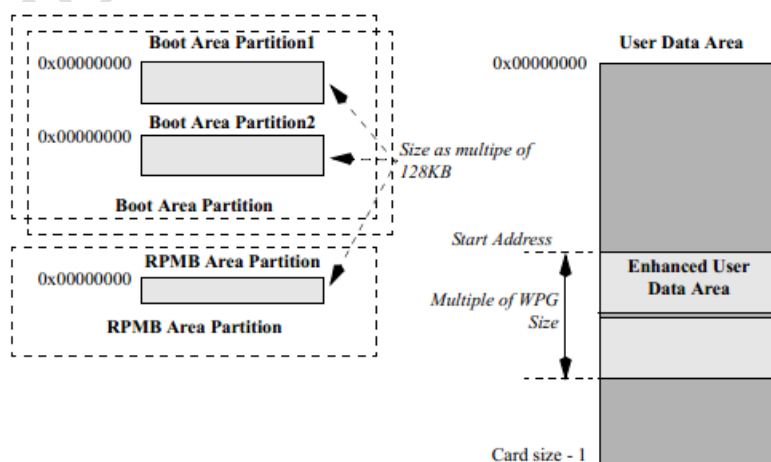 Boot Area Partition1
0x00000000
Boot Area Partition2
0x00000000
Boot Area Partition
Size as multipe of
128KB
RPMB Area Partition
0x00000000
RPMB Area Partition
User Data Area
0x00000000
Start Address
Enhanced User
Data Area
Multiple of WPG
Size
Card size - 1